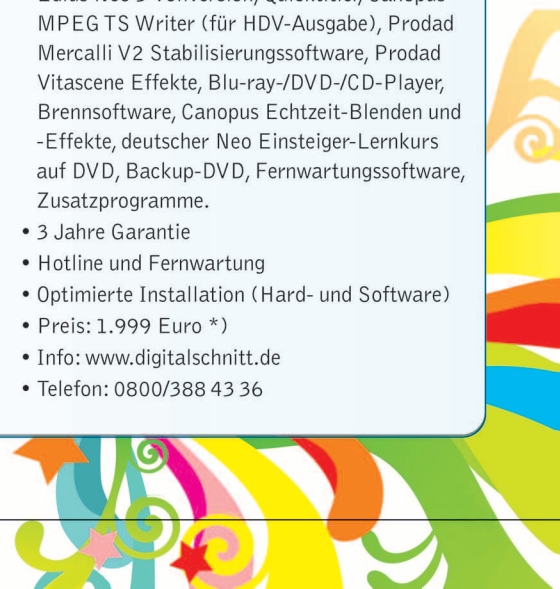 MPEG TS Writer (für HDV-Ausgabe), Prodad
Mercalli V2 Stabilisierungssoftware, Prodad
Vitascene Effekte, Blu-ray-/DVD-/CD-Player,
Brennsoftware, Canopus Echtzeit-Blenden und
-Effekte, deutscher Neo Einsteiger-Lernkurs
auf DVD, Backup-DVD, Fernwartungssoftware,
Zusatzprogramme.
• 3 Jahre Garantie
• Hotline und Fernwartung
• Optimierte Installation (Hard- und Software)
• Preis: 1.999 Euro *)
• Info: www.digitalschnitt.de
• Telefon: 0800/388 43 36